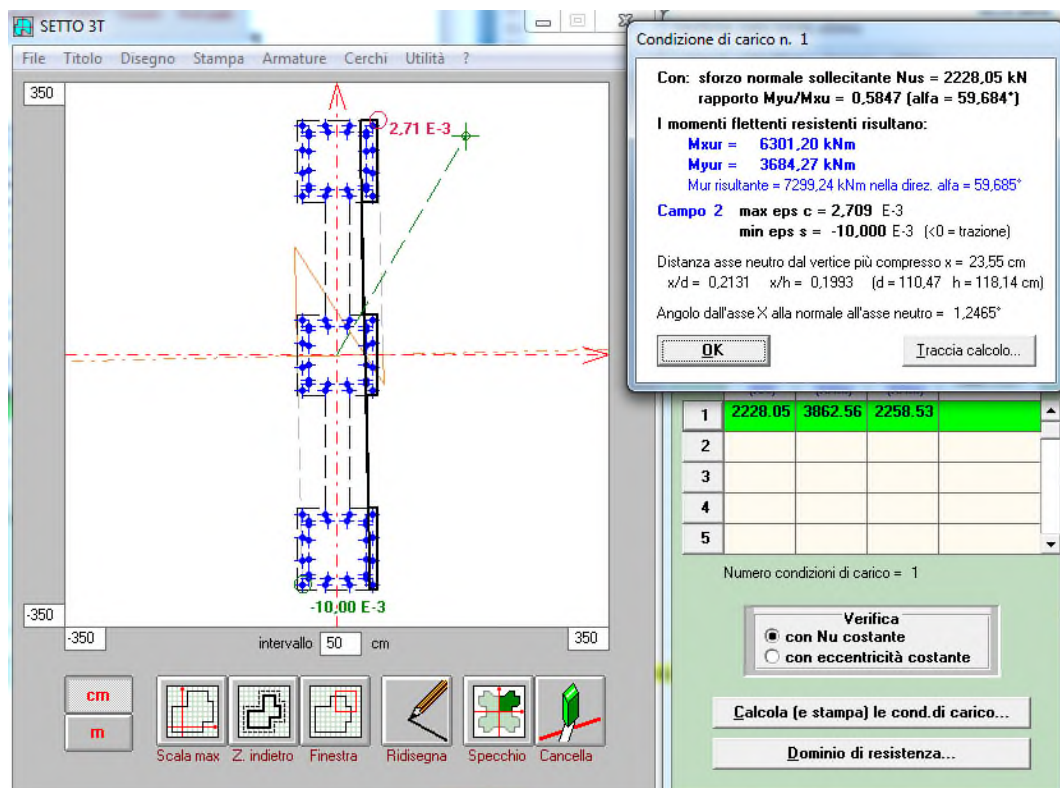 SETTO 3T
File Titolo Disegno Stampa Armature Cerchi Utilità ?
350
2,71 E-3
-10,00 E-3
-350
-350
intervallo 50 cm
350
cm
m
Scala max
Z. indietro
Finestra
Ridisegna
Specchio
Cancella
Condizione di carico n. 1
Con: sforzo normale sollecitante Nus = 2228,05 kN
rapporto Myu/Mxu = 0,5847 (alfa = 59,684°)
I momenti flettenti resistenti risultano:
Mxur = 6301,20 kNm
Myur = 3684,27 kNm
Mur risultante = 7299,24 kNm nella direz. alfa = 59,685°
Campo 2 max eps c = 2,709 E-3
min eps s = -10,000 E-3 (<0 = trazione)
Distanza asse neutro dal vertice più compresso x = 23,55 cm
x/d = 0,2131 x/h = 0,1993 (d = 110,47 h = 118,14 cm)
Angolo dall'asse X alla normale all'asse neutro = 1,2465°
OK
Traccia calcolo...
1 2228.05 3862.56 2258.53
2
3
4
5
Numero condizioni di carico = 1
Verifica
con Nu costante
con eccentricità costante
Calcola (e stampa) le cond.di carico...
Dominio di resistenza...